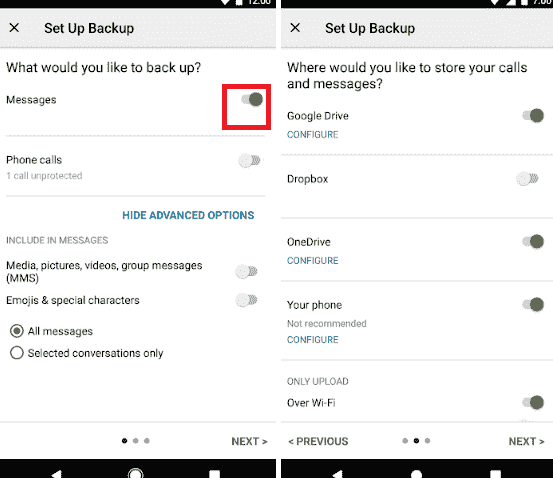 12:00
Set Up Backup
What would you like to back up?
Messages
Phone calls
1 call unprotected
HIDE ADVANCED OPTIONS
INCLUDE IN MESSAGES
Media, pictures, videos, group messages
(MMS)
Emojis & special characters
All messages
Selected conversations only
NEXT >
7:00
Set Up Backup
Where would you like to store your calls
and messages?
Google Drive
CONFIGURE
Dropbox
OneDrive
CONFIGURE
Your phone
Not recommended
CONFIGURE
ONLY UPLOAD
Over Wi-Fi
< PREVIOUS
NEXT >